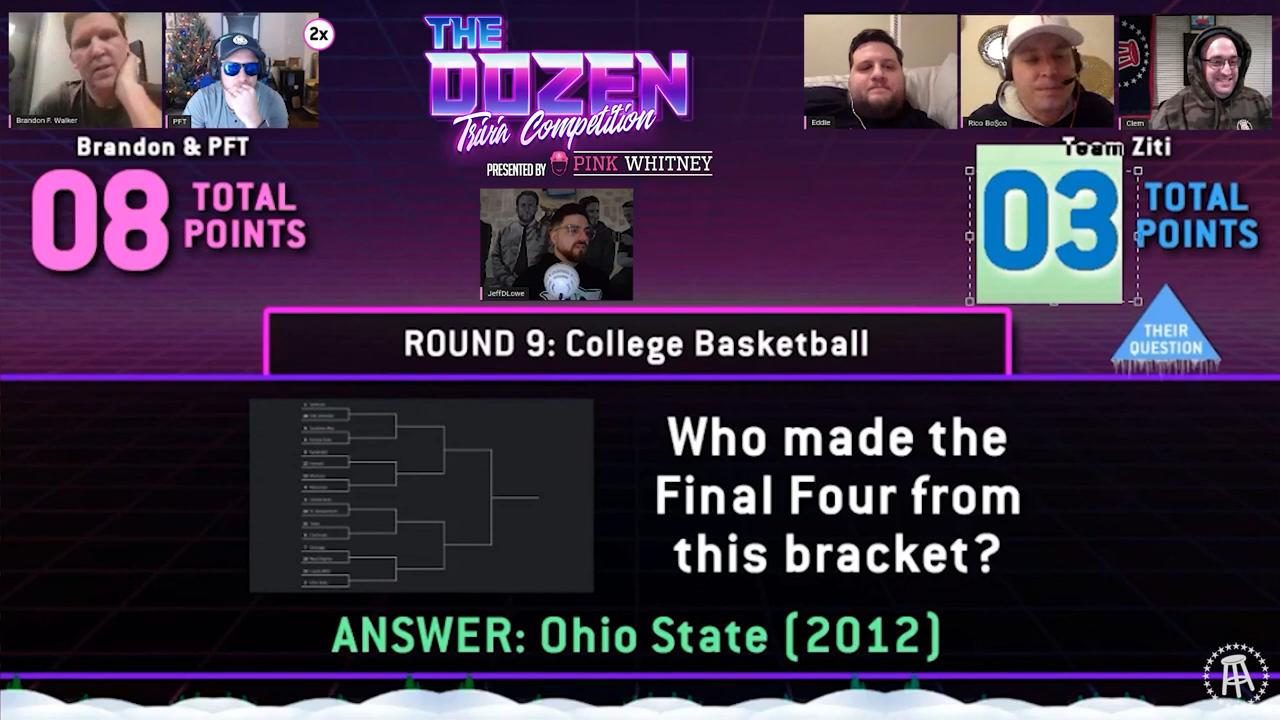 Brandon F. Walker
PFT
2x
THE
DOZEN
Trivia Competition
PRESENTED BY PINK WHITNEY
Eddie
Rico Bo$co
Clem
Brandon & PFT
08 TOTAL
POINTS
JeffDLowe
Team Ziti
03 TOTAL
POINTS
THEIR
QUESTION
ROUND 9: College Basketball
Who made the
Final Four from
this bracket?
ANSWER: Ohio State (2012)